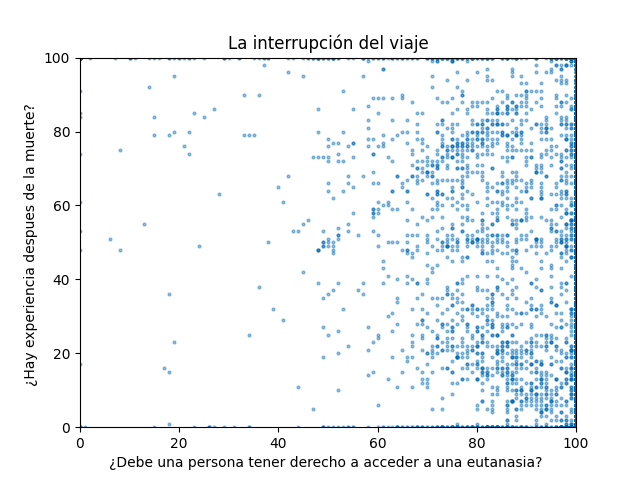 La interrupción del viaje
¿Hay experiencia despues de la muerte?
100
80
60
40
20
0
0 20 40 60 80 100
¿Debe una persona tener derecho a acceder a una eutanasia?